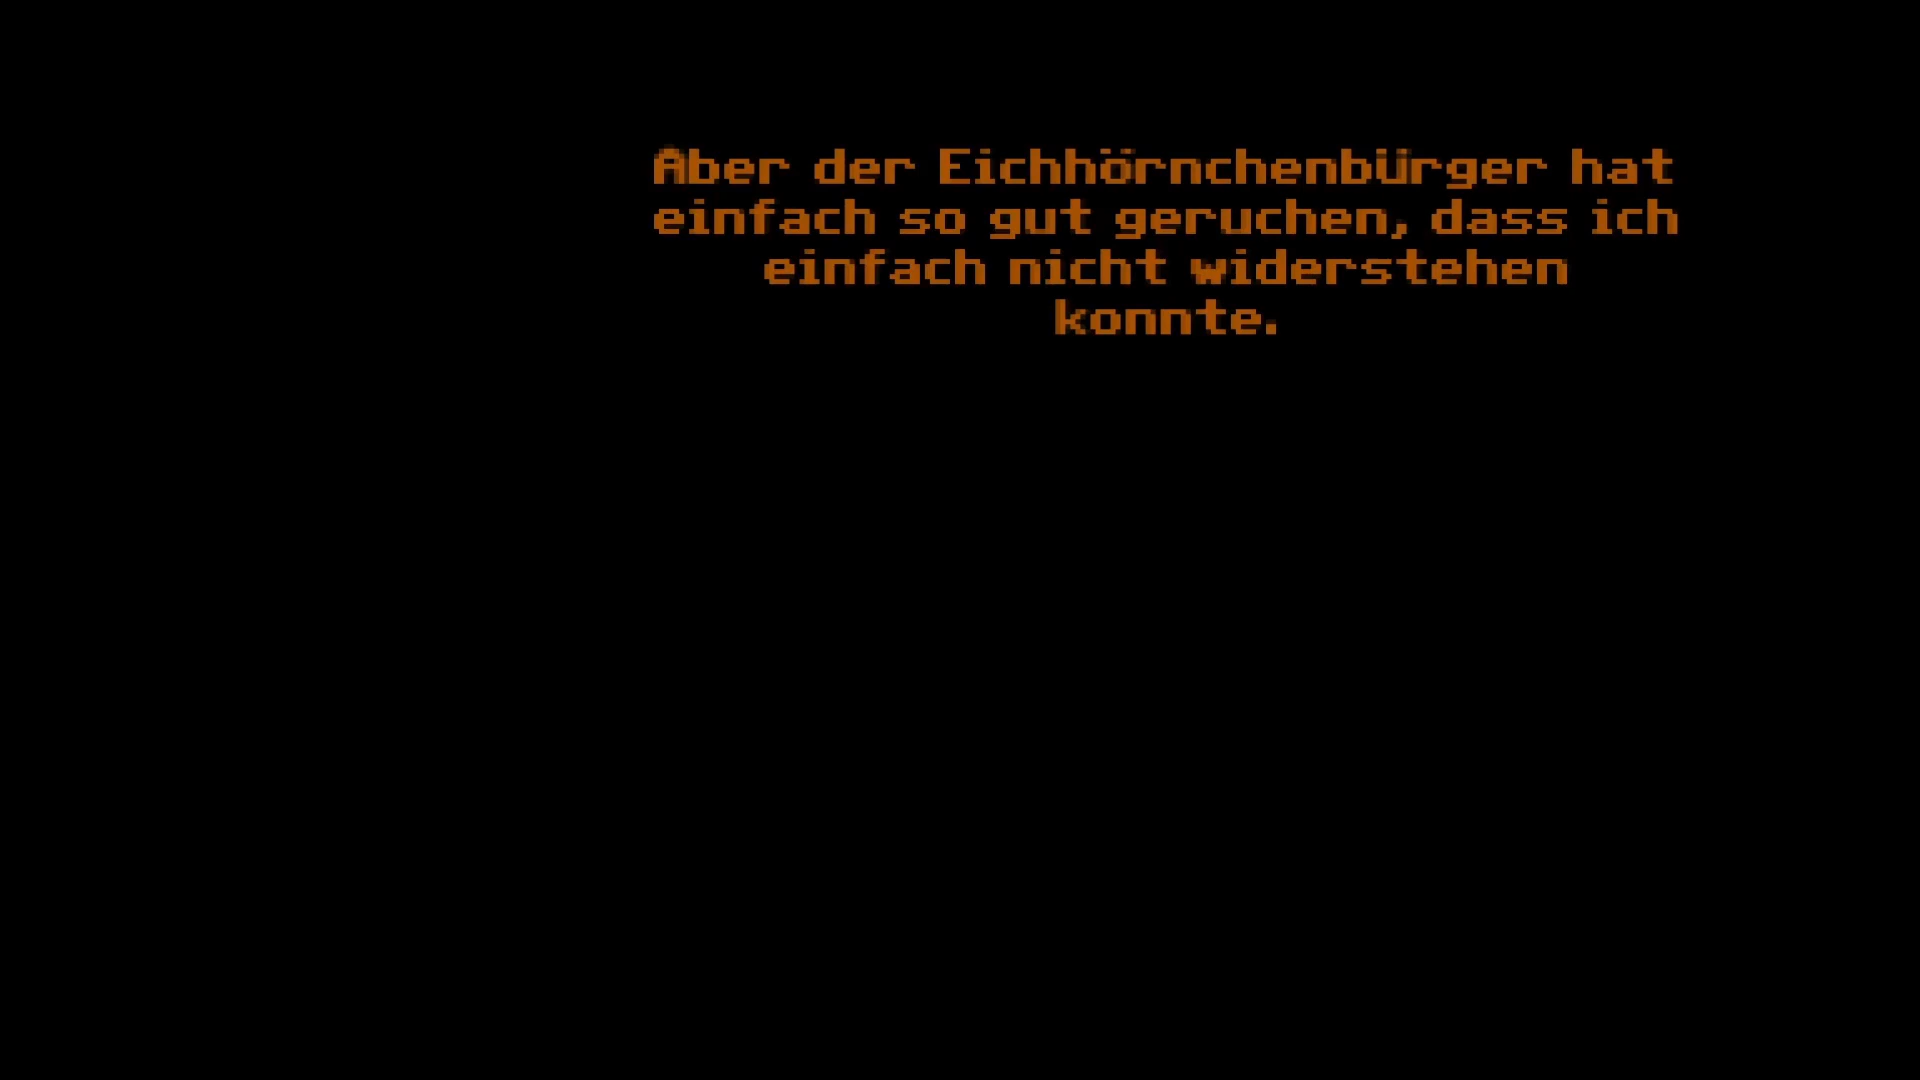 Aber der Eichhörnchenbürger hat
einfach so gut geruchen, dass ich
einfach nicht widerstehen
konnte.